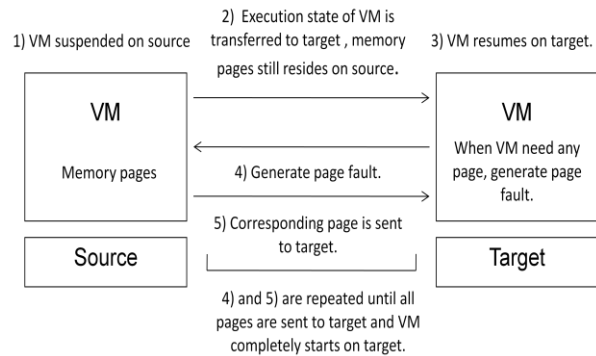 1) VM suspended on source
2) Execution state of VM is
transferred to target , memory
pages still resides on source.
3) VM resumes on target.
VM
Memory pages
VM
When VM need any
page, generate page
fault.
4) Generate page fault.
5) Corresponding page is sent
to target.
Source
Target
4) and 5) are repeated until all
pages are sent to target and VM
completely starts on target.